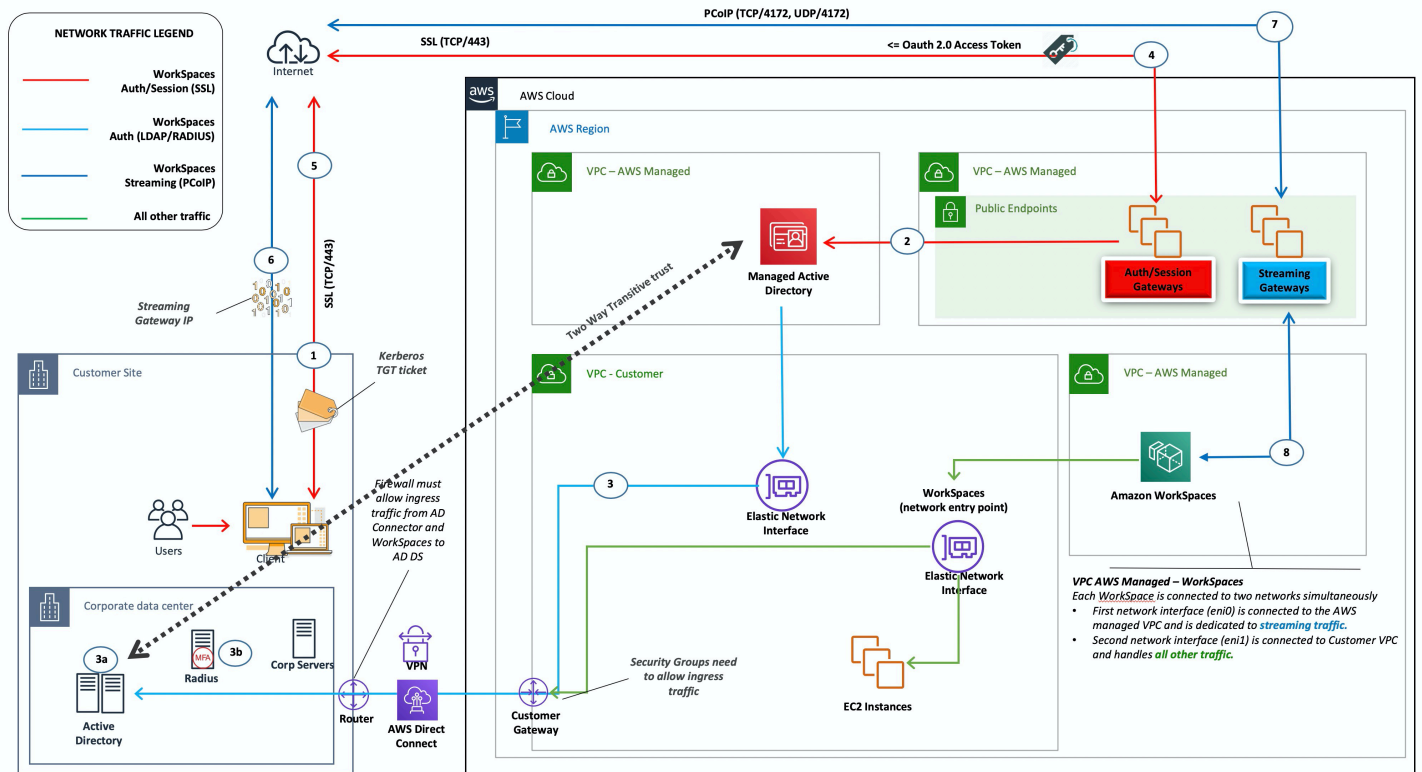 PCoIP (TCP/4172, UDP/4172)
7
NETWORK TRAFFIC LEGEND
WorkSpaces
Auth/Session (SSL)
WorkSpaces
Auth (LDAP/RADIUS)
WorkSpaces
Streaming (PCoIP)
All other traffic
Internet
SSL (TCP/443)
<= Oauth 2.0 Access Token
4
aws
AWS Cloud
AWS Region
VPC – AWS Managed
VPC – AWS Managed
Public Endpoints
5
6
SSL (TCP/443)
Streaming
Gateway IP
2
Managed Active
Directory
Auth/Session
Gateways
Streaming
Gateways
Two Way Transitive trust
1
Kerberos
TGT ticket
Customer Site
VPC - Customer
VPC – AWS Managed
8
Amazon WorkSpaces
3
Elastic Network
Interface
WorkSpaces
(network entry point)
Elastic Network
Interface
Firewall must
allow ingress
traffic from AD
Connector and
WorkSpaces to
AD DS
Users
Client
VPC AWS Managed – WorkSpaces
Each WorkSpace is connected to two networks simultaneously
• First network interface (eni0) is connected to the AWS
managed VPC and is dedicated to streaming traffic.
• Second network interface (eni1) is connected to Customer VPC
and handles all other traffic.
Corporate data center
3a
MFA
3b
Radius
Corp Servers
Active
Directory
VPN
Router
AWS Direct
Connect
Security Groups need
to allow ingress
traffic
Customer
Gateway
EC2 Instances